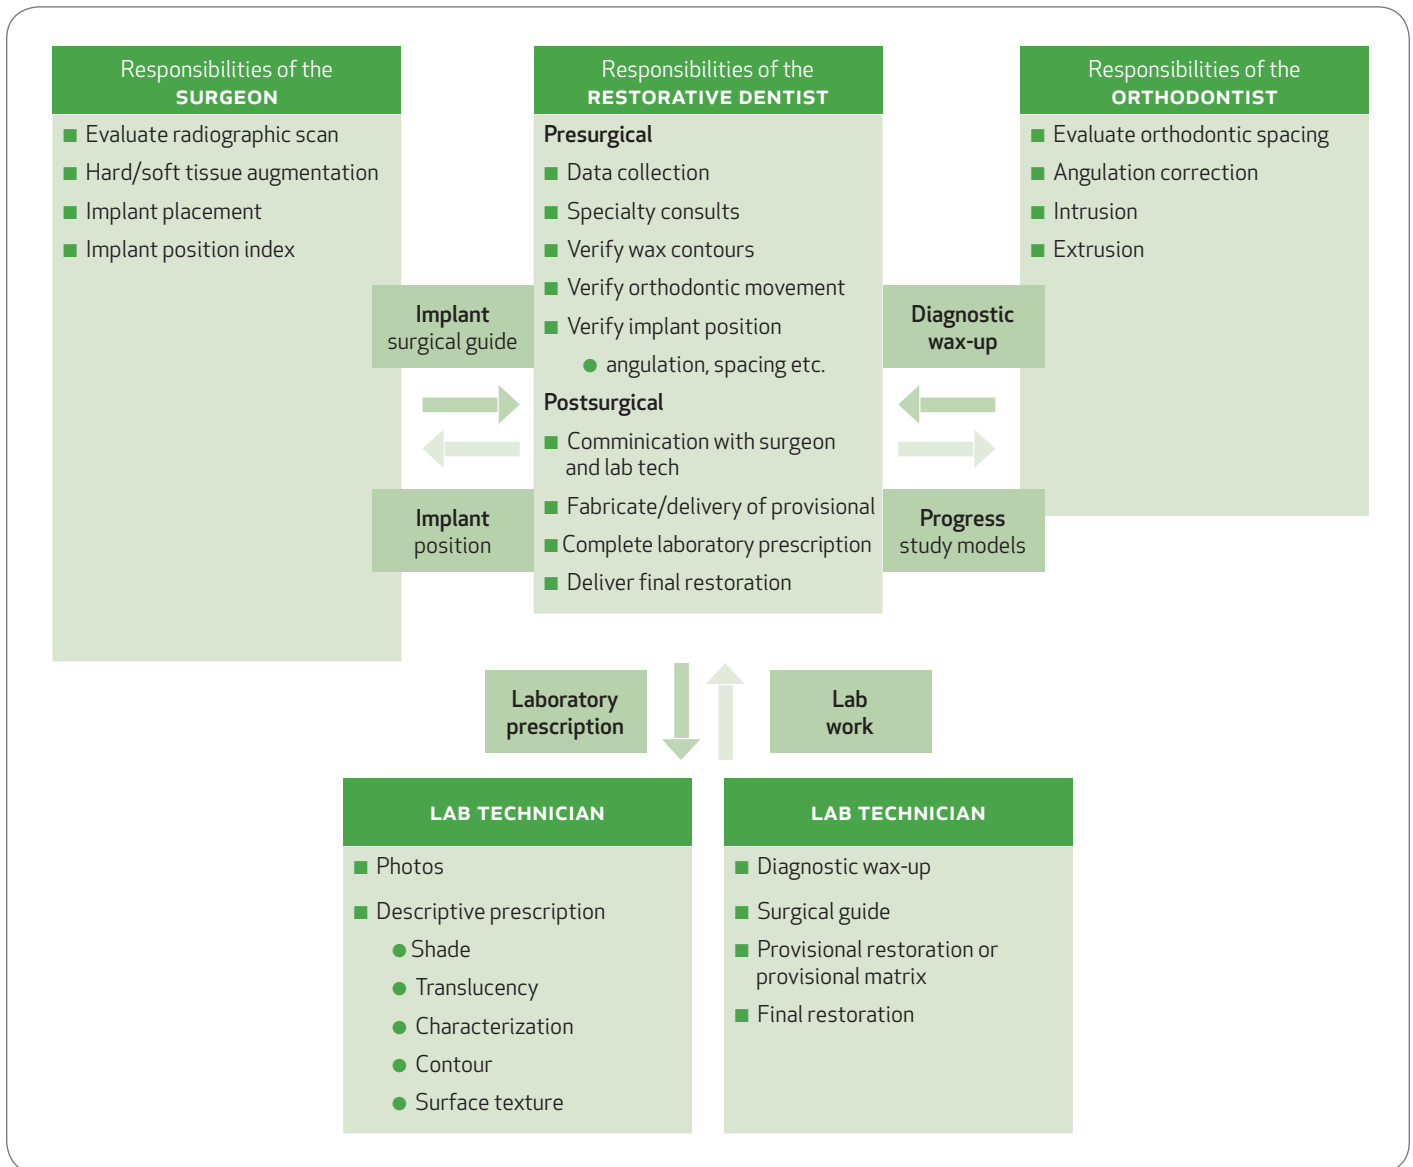 Responsibilities of the
SURGEON
Evaluate radiographic scan
Hard/soft tissue augmentation
Implant placement
Implant position index
Implant
surgical guide
Implant
position
Responsibilities of the
RESTORATIVE DENTIST
Presurgical
Data collection
Specialty consults
Verify wax contours
Verify orthodontic movement
Verify implant position
angulation, spacing etc.
Postsurgical
Comminication with surgeon
and lab tech
Fabricate/delivery of provisional
Complete laboratory prescription
Deliver final restoration
Responsibilities of the
ORTHODONTIST
Evaluate orthodontic spacing
Angulation correction
Intrusion
Extrusion
Diagnostic
wax-up
Progress
study models
Laboratory
prescription
Lab
work
LAB TECHNICIAN
Photos
Descriptive prescription
Shade
Translucency
Characterization
Contour
Surface texture
LAB TECHNICIAN
Diagnostic wax-up
Surgical guide
Provisional restoration or
provisional matrix
Final restoration